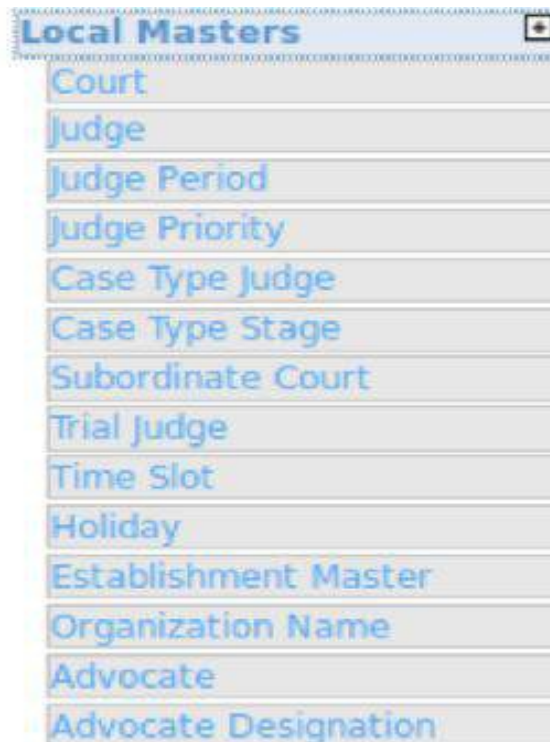 Local Masters
Court
Judge
Judge Period
Judge Priority
Case Type Judge
Case Type Stage
Subordinate Court
Trial Judge
Time Slot
Holiday
Establishment Master
Organization Name
Advocate
Advocate Designation